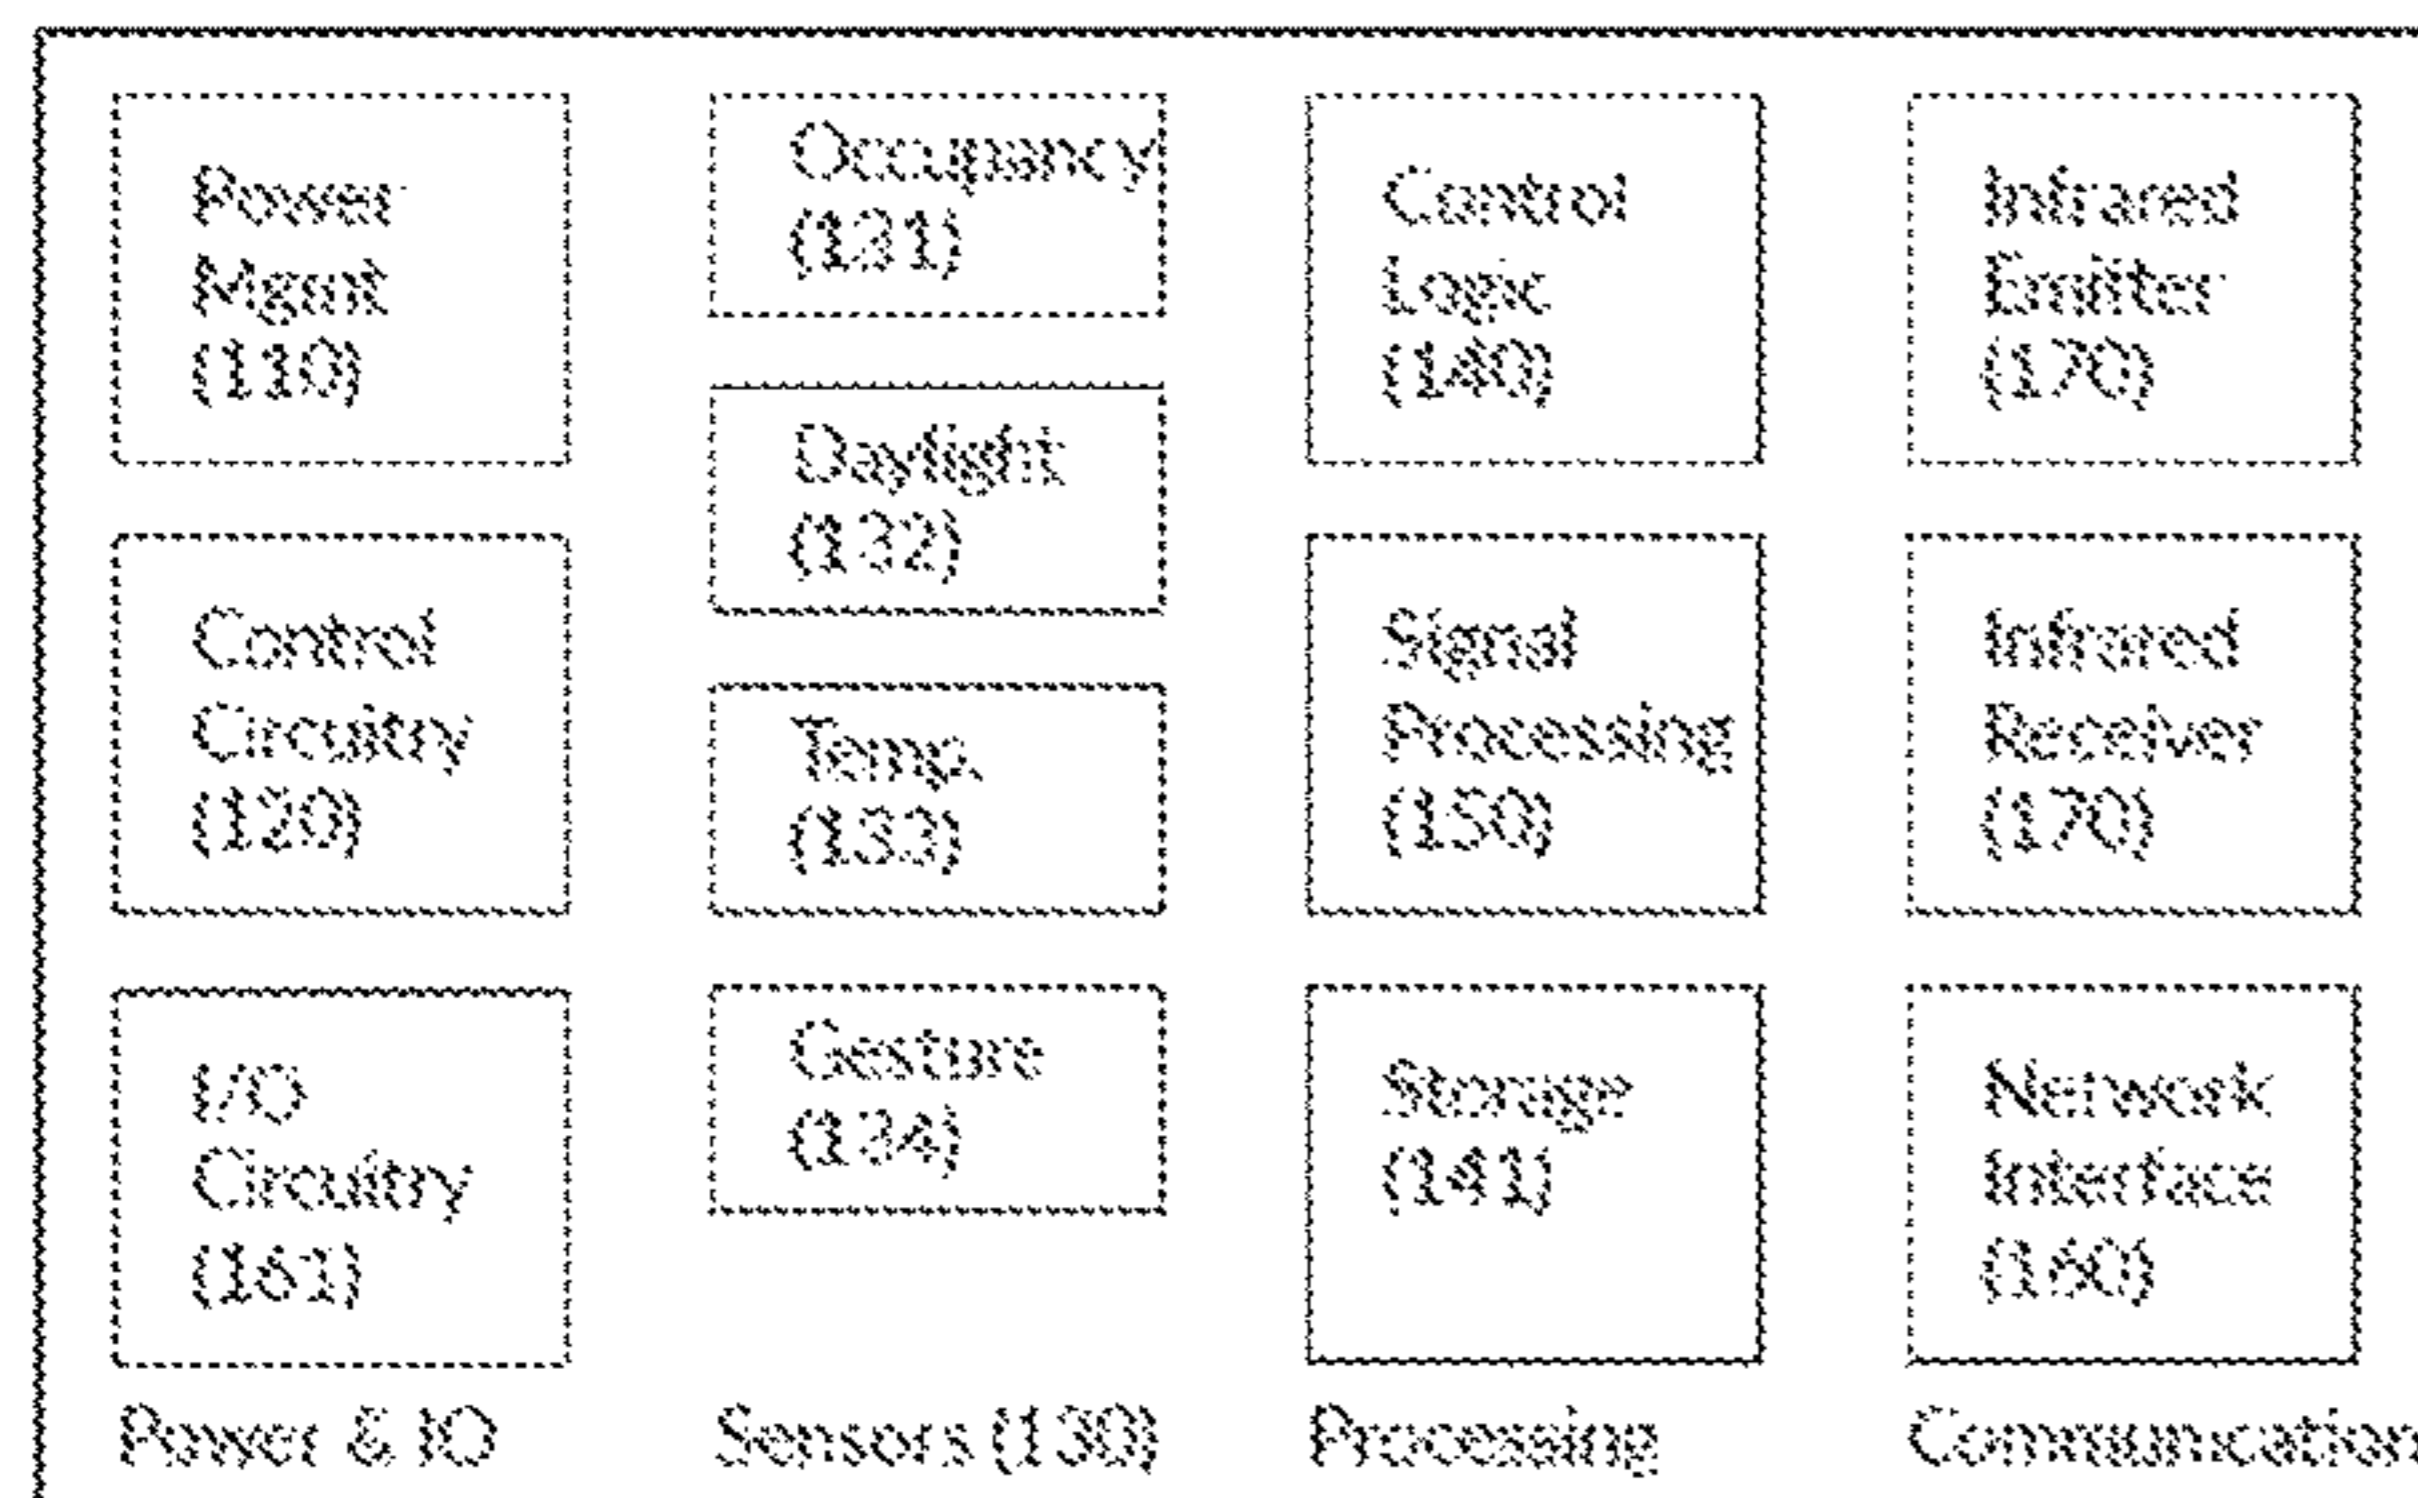 Power
Mgmt
(110)
Control
Circuitry
(120)
I/O
Circuitry
(161)
Power & IO
Occupancy
(131)
Daylight
(132)
Temp.
(133)
Gesture
(134)
Sensors (130)
Control
Logic
(140)
Signal
Processing
(150)
Storage
(141)
Processing
Infrared
Emitter
(170)
Infrared
Receiver
(170)
Network
Interface
(160)
Communication